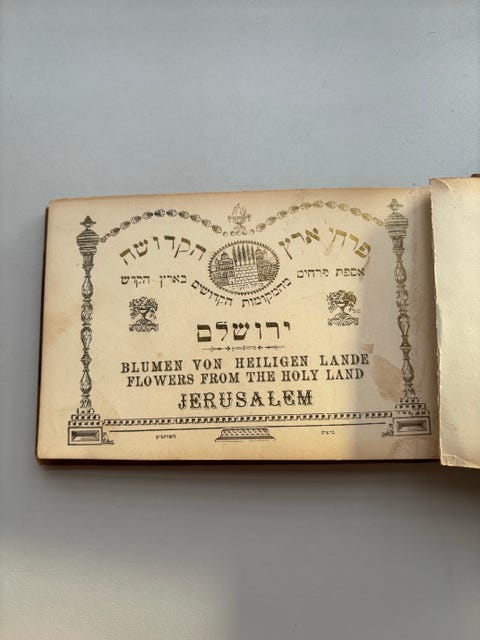 פרחי ארץ הקדושה
אספת פרחים מהמקומות הקדושים בארץ הקדש
ירושלם
BLUMEN VON HEILIGEN LANDE
FLOWERS FROM THE HOLY LAND
JERUSALEM